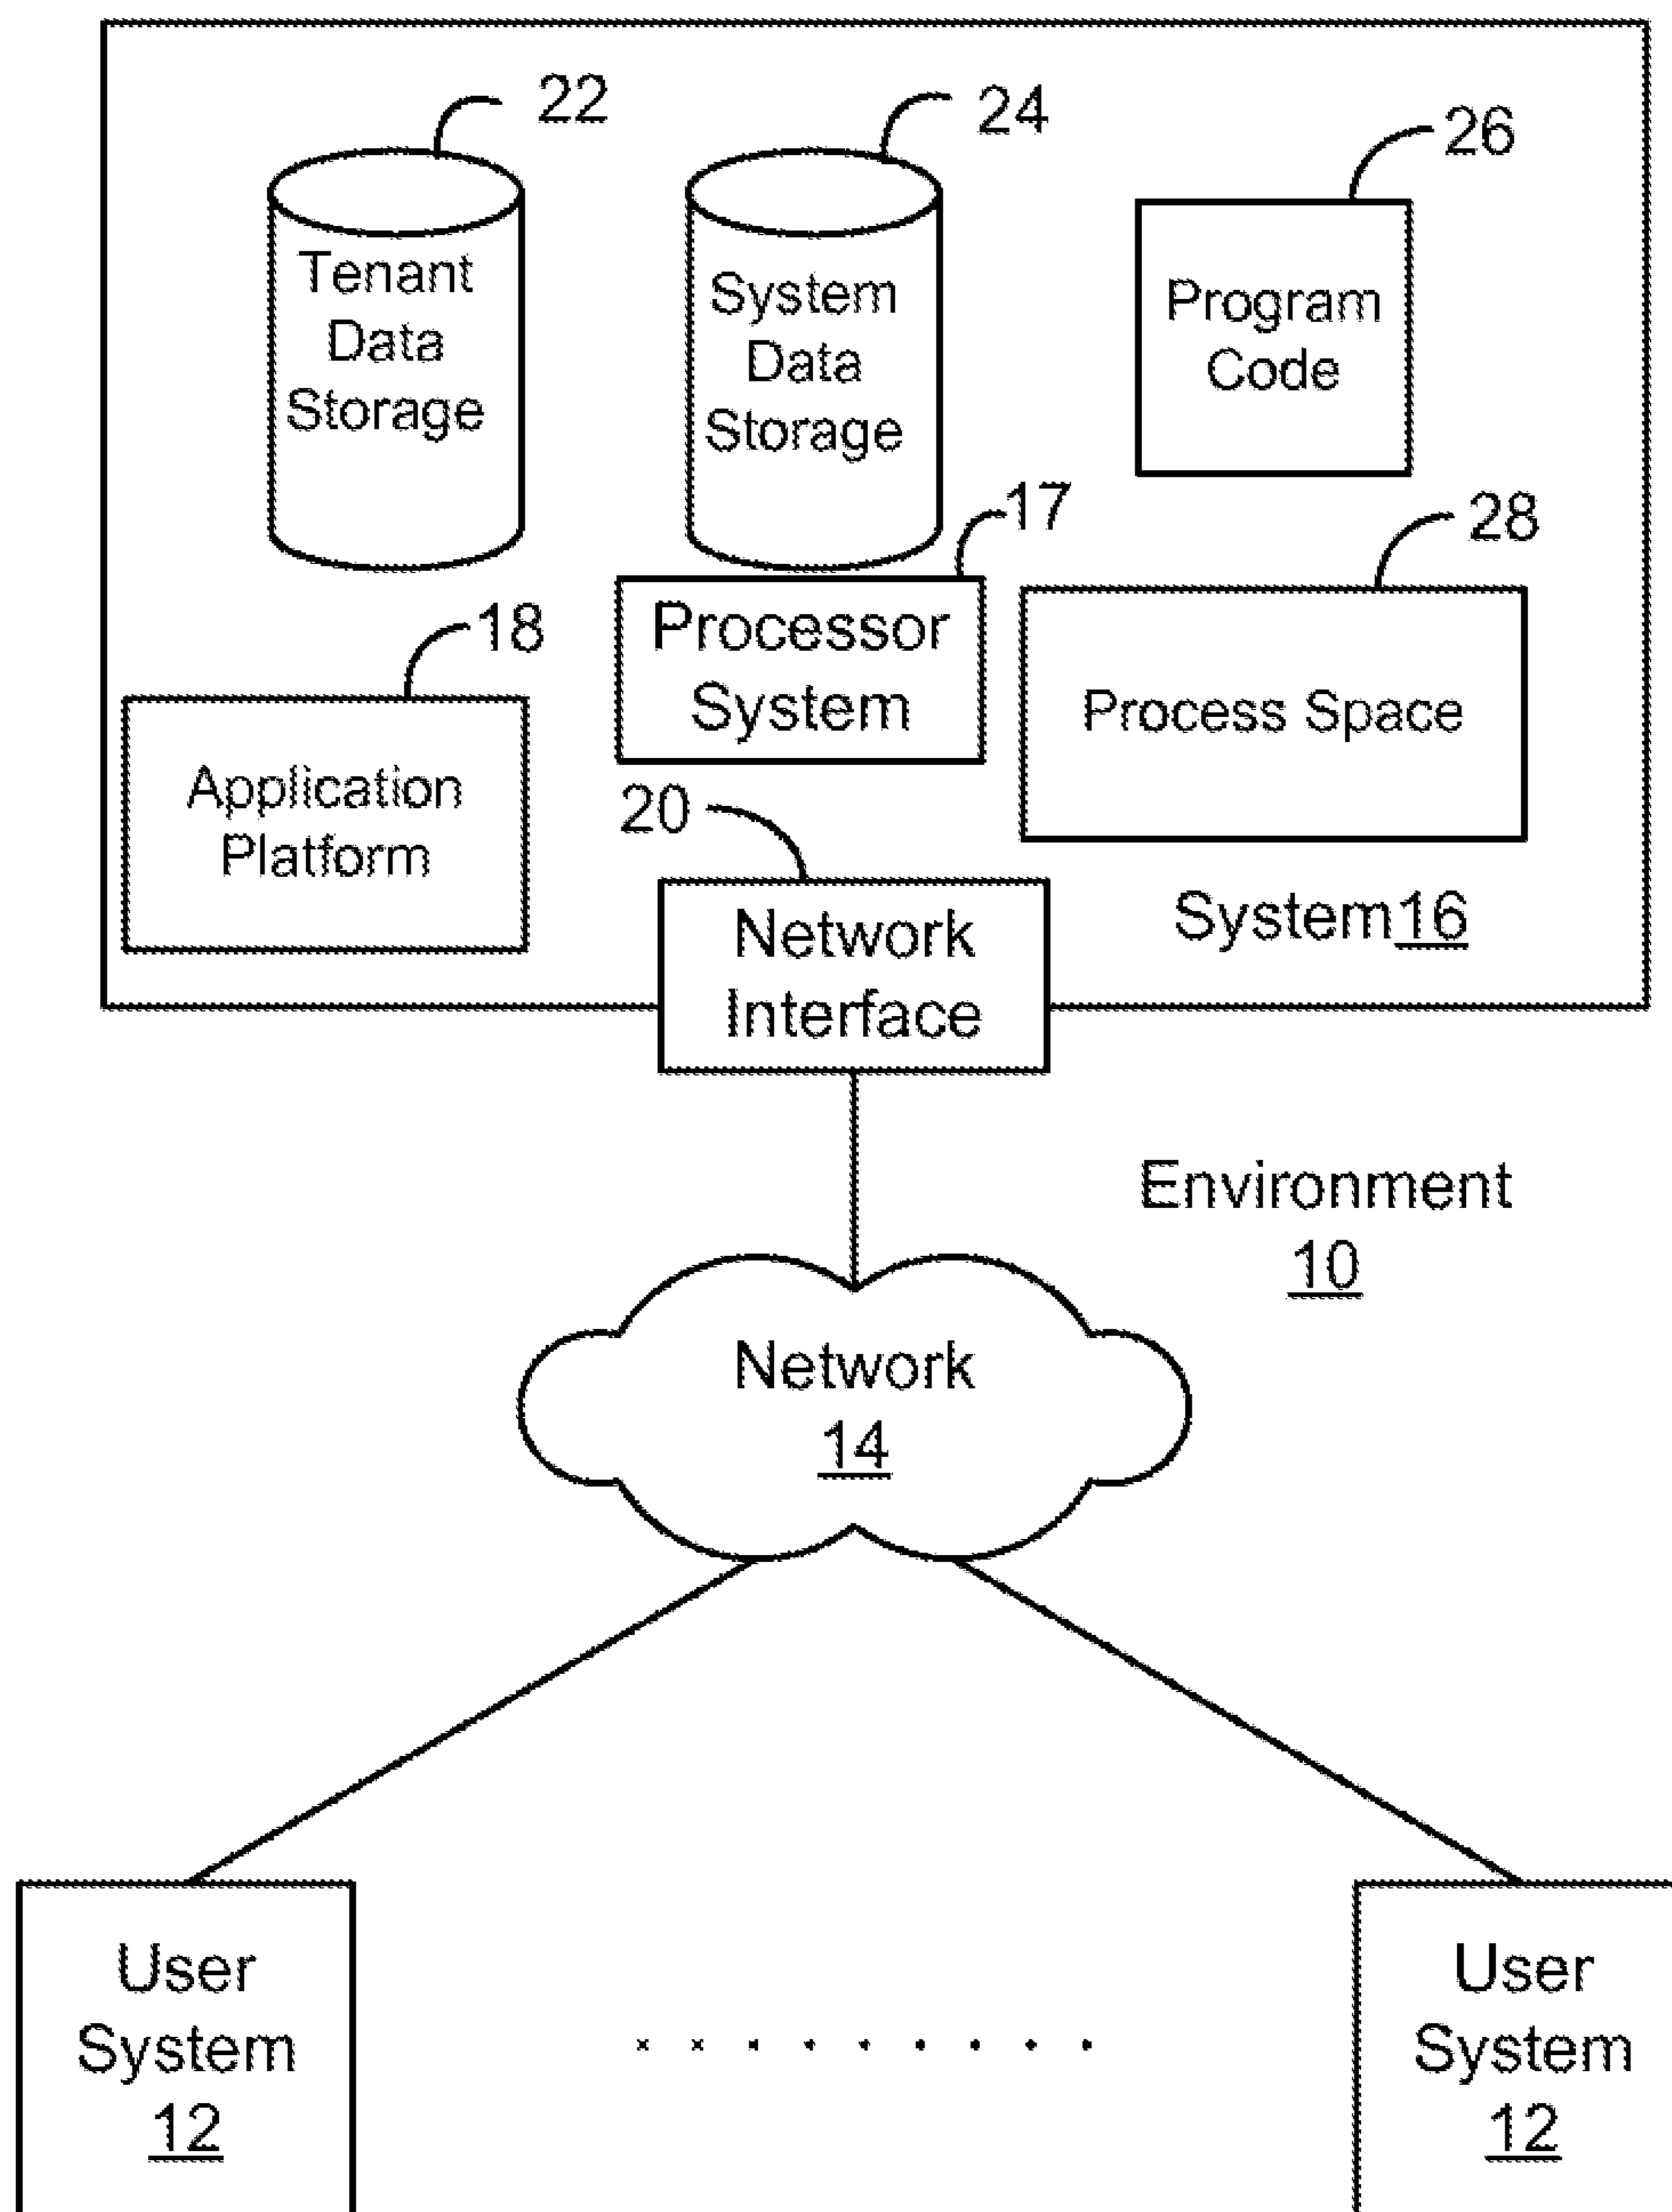 22
24
26
Tenant
Data
Storage
System
Data
Storage
Program
Code
17
28
18
Processor
System
Process Space
Application
Platform
20
Network
Interface
System16
Environment
10
Network
14
User
System
12
User
System
12